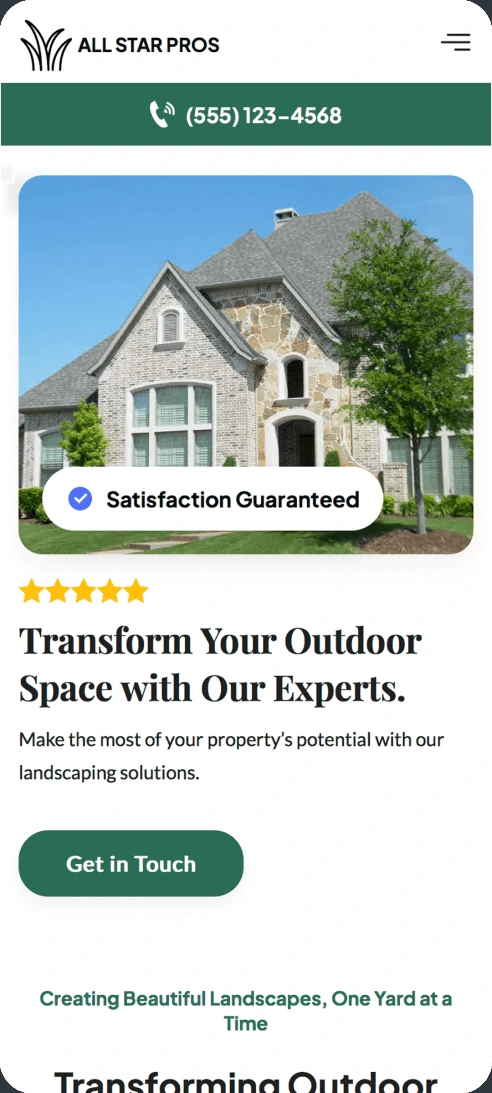 ALL STAR PROS
(555) 123-4568
Satisfaction Guaranteed
Transform Your Outdoor
Space with Our Experts.
Make the most of your property’s potential with our
landscaping solutions.
Get in Touch
Creating Beautiful Landscapes, One Yard at a
Time
Transforming Outdoor